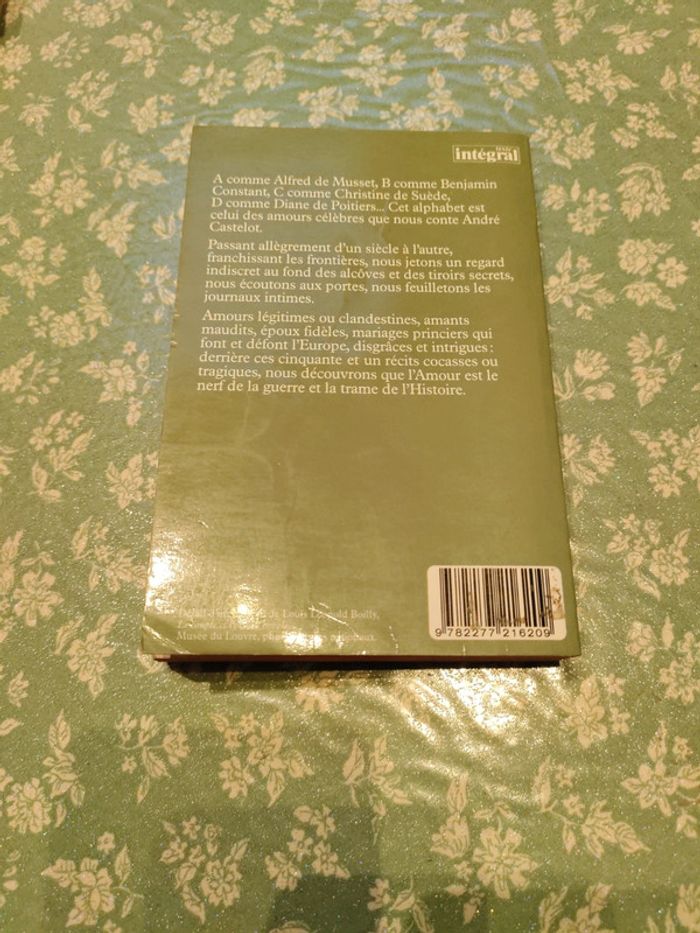 texte
intégral
A comme Alfred de Musset, B comme Benjamin
Constant, C comme Christine de Suède,
D comme Diane de Poitiers... Cet alphabet est
celui des amours célèbres que nous conte André
Castelot.
Passant allègrement d'un siècle à l'autre,
franchissant les frontières, nous jetons un regard
indiscret au fond des alcôves et des tiroirs secrets,
nous écoutons aux portes, nous feuilletons les
journaux intimes.
Amours légitimes ou clandestines, amants
maudits, époux fidèles, mariages princiers qui
font et défont l'Europe, disgrâces et intrigues :
derrière ces cinquante et un récits cocasses ou
tragiques, nous découvrons que l'Amour est le
nerf de la guerre et la trame de l'Histoire.
de Louis Boilly,
Musée du Louvre,
9 782277 216209